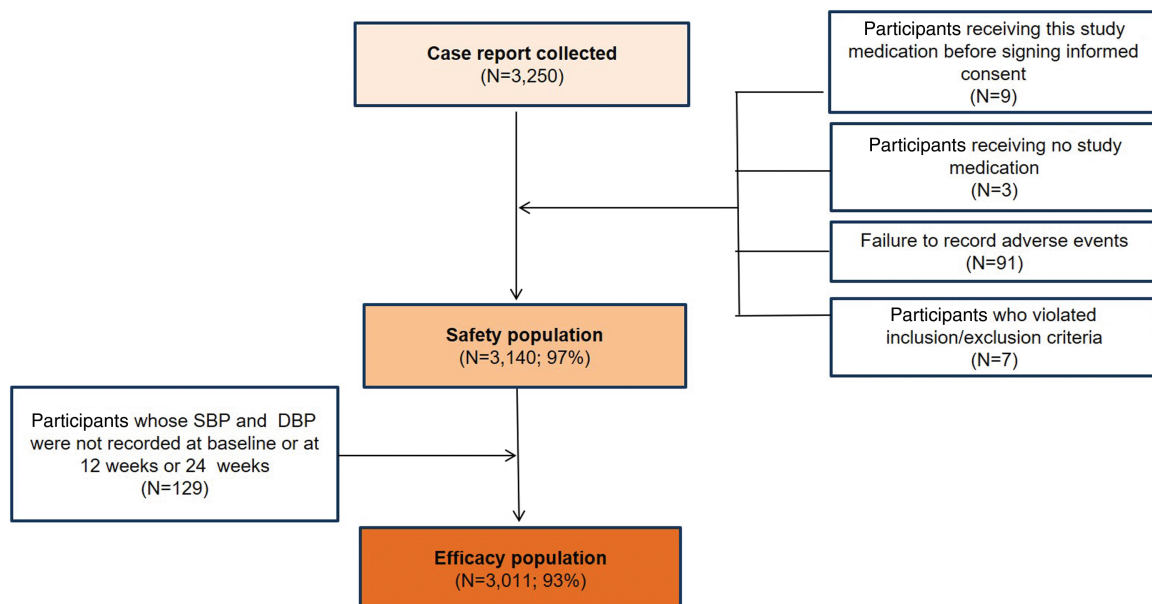 Case report collected
(N=3,250)
Participants receiving this study
medication before signing informed
consent
(N=9)
Participants receiving no study
medication
(N=3)
Failure to record adverse events
(N=91)
Participants who violated
inclusion/exclusion criteria
(N=7)
Safety population
(N=3,140; 97%)
Participants whose SBP and DBP
were not recorded at baseline or at
12 weeks or 24 weeks
(N=129)
Efficacy population
(N=3,011; 93%)